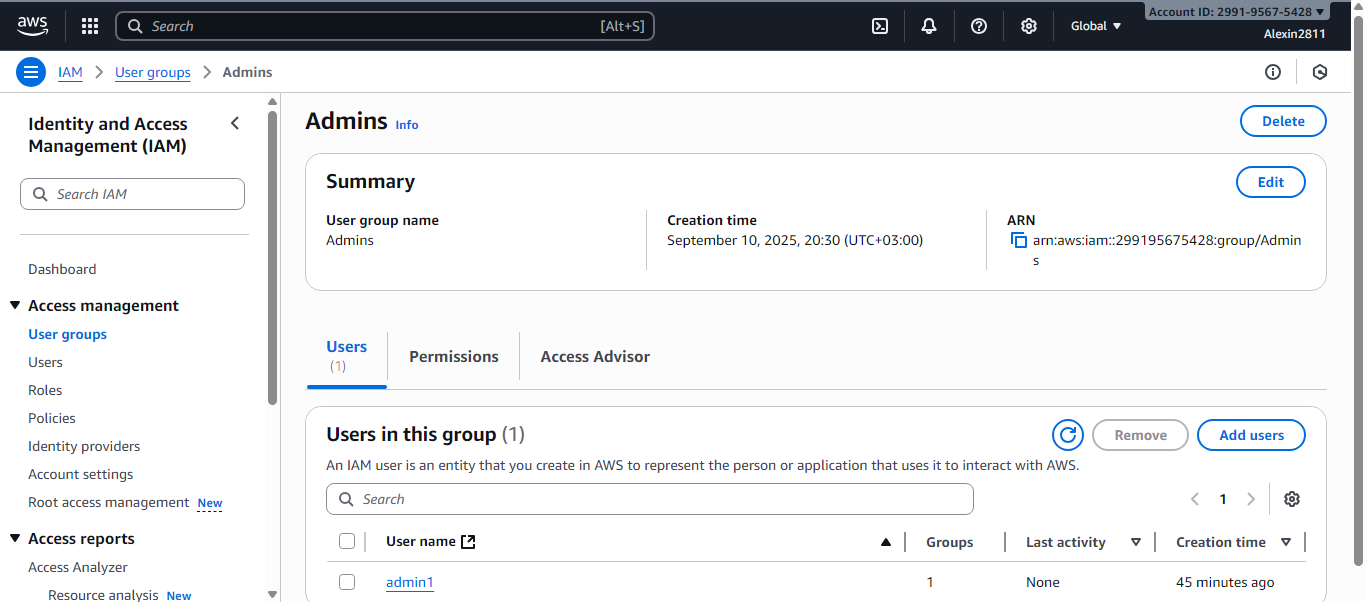 aws
Search
[Alt+S]
Global
Account ID: 2991-9567-5428
Alexin2811
IAM
User groups
Admins
Identity and Access
Management (IAM)
Search IAM
Dashboard
Access management
User groups
Users
Roles
Policies
Identity providers
Account settings
Root access management New
Access reports
Access Analyzer
Resource analysis New
Admins Info
Delete
Summary
Edit
User group name
Admins
Creation time
September 10, 2025, 20:30 (UTC+03:00)
ARN
arn:aws:iam::299195675428:group/Admin
s
Users
(1)
Permissions
Access Advisor
Users in this group (1)
Remove
Add users
An IAM user is an entity that you create in AWS to represent the person or application that uses it to interact with AWS.
Search
1
User name
Groups
Last activity
Creation time
admin1
1
None
45 minutes ago